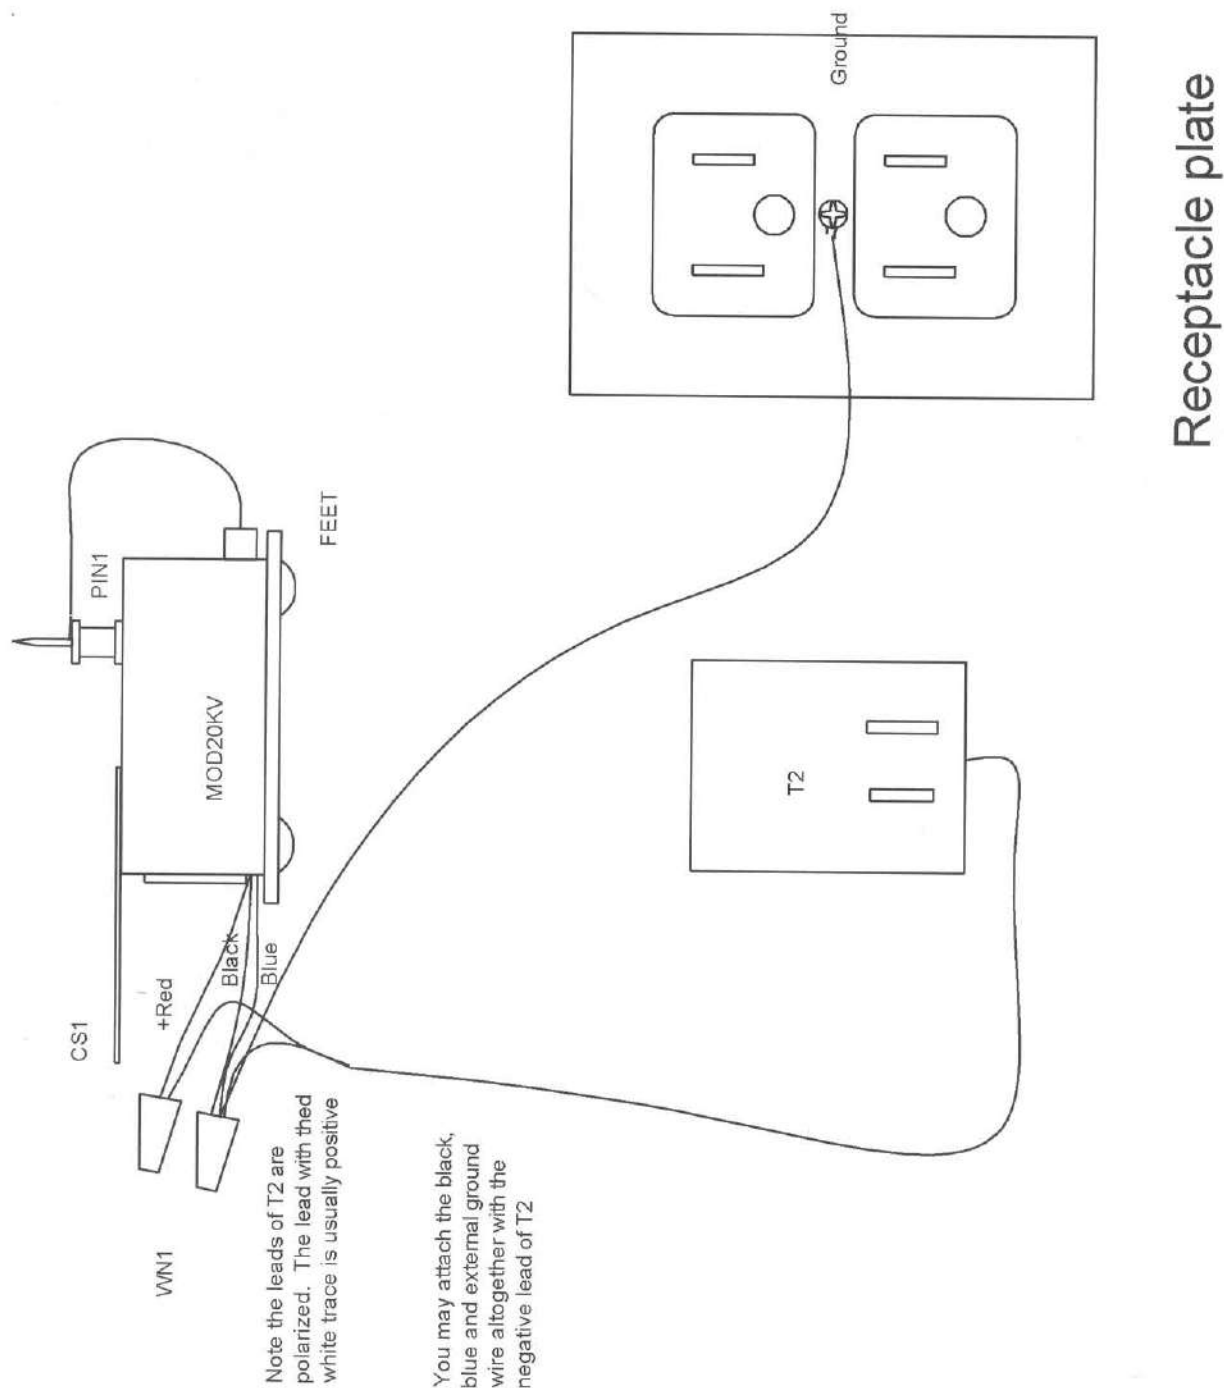 Ground
Receptacle plate
PIN1
FEET
MOD20KV
T2
CS1
+Red
Black
Blue
WN1
Note the leads of T2 are
polarized. The lead with thed
white trace is usually positive
You may attach the black,
blue and external ground
wire altogether with the
negative lead of T2